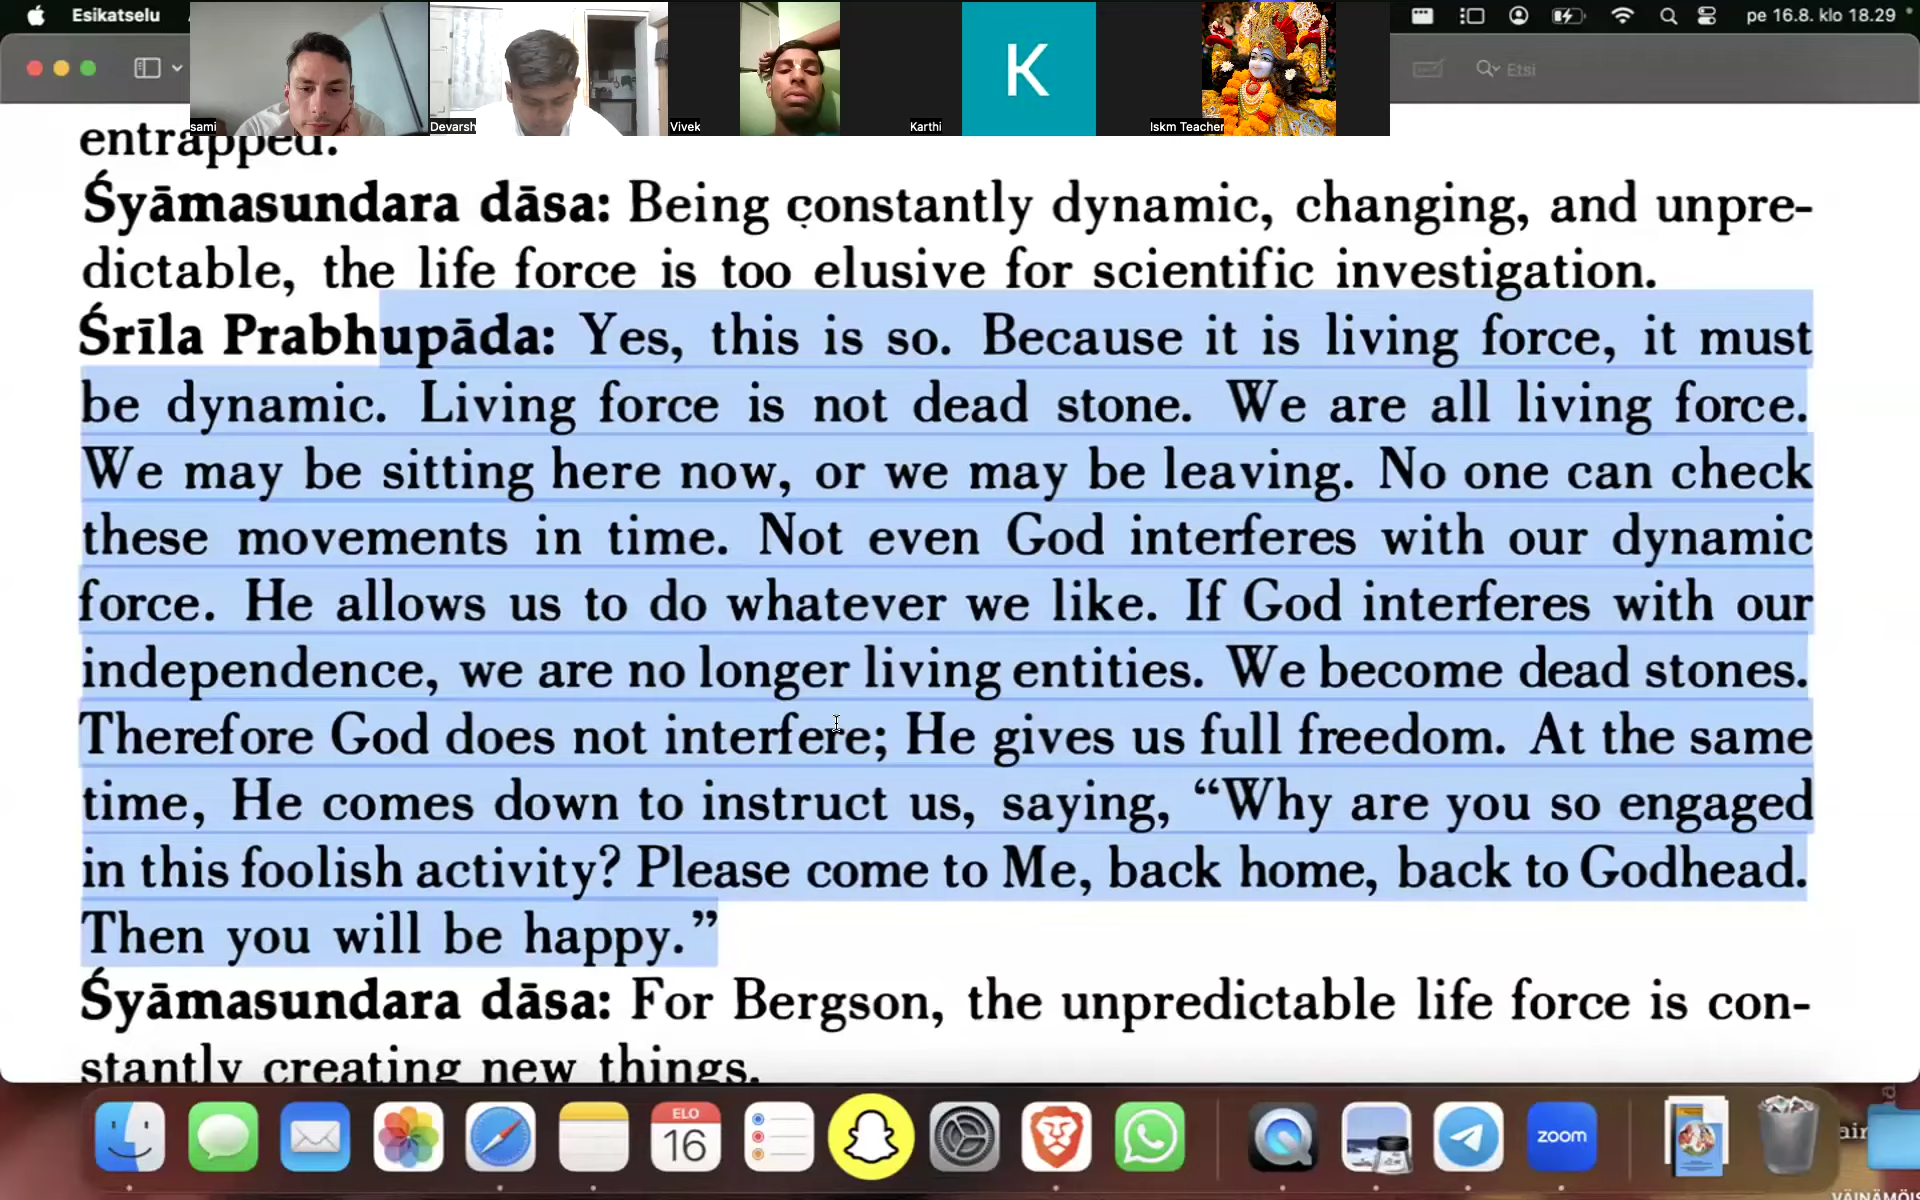 Esikatselu
pe 16.8. klo 18.29
Etsi
sami
Devarsh
Vivek
Karthi
K
Iskm Teacher
entrapped.
Śyāmasundara dāsa: Being constantly dynamic, changing, and unpre-
dictable, the life force is too elusive for scientific investigation.
Śrīla Prabhupāda: Yes, this is so. Because it is living force, it must
be dynamic. Living force is not dead stone. We are all living force.
We may be sitting here now, or we may be leaving. No one can check
these movements in time. Not even God interferes with our dynamic
force. He allows us to do whatever we like. If God interferes with our
independence, we are no longer living entities. We become dead stones.
Therefore God does not interfere; He gives us full freedom. At the same
time, He comes down to instruct us, saying, “Why are you so engaged
in this foolish activity? Please come to Me, back home, back to Godhead.
Then you will be happy.”
Śyāmasundara dāsa: For Bergson, the unpredictable life force is con-
stantly creating new things.
ELO
16
zoom